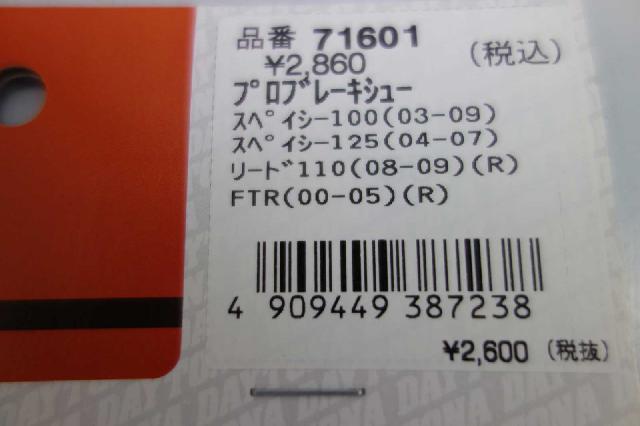 品番 71601
¥2,860 (税込)
プロブレーキシュー
スペイシー100(03-09)
スペイシー125(04-07)
リード110(08-09)(R)
FTR(00-05)(R)
4 909449 387238
¥2,600 (税抜)
DAYTONA